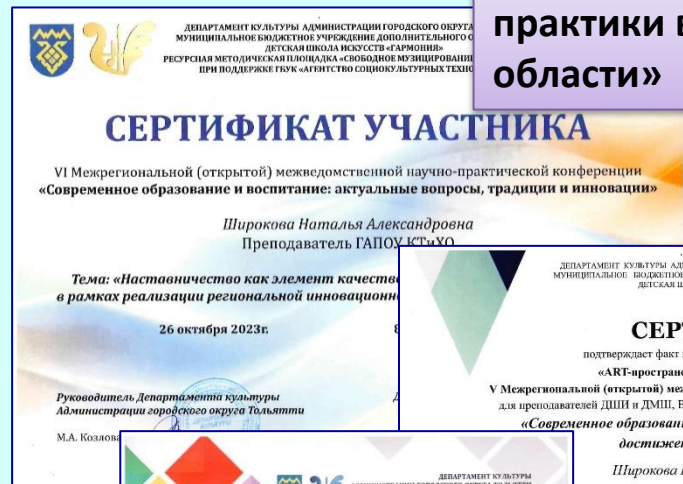 практики в
области»
ДЕПАРТАМЕНТ КУЛЬТУРЫ АДМИНИСТРАЦИИ ГОРОДСКОГО ОКРУГА
МУНИЦИПАЛЬНОЕ БЮДЖЕТНОЕ УЧРЕЖДЕНИЕ ДОПОЛНИТЕЛЬНОГО
ДЕТСКАЯ ШКОЛА ИСКУССТВ «ГАРМОНИЯ»
РЕСУРСНАЯ МЕТОДИЧЕСКАЯ ПЛОЩАДКА «СВОБОДНОЕ МУЗИЦИРОВАНИЕ
ПРИ ПОДДЕРЖКЕ ГБУК «АГЕНТСТВО СОЦИОКУЛЬТУРНЫХ
СЕРТИФИКАТ УЧАСТНИКА
VI Межрегиональной (открытой) межведомственной научно-практической конференции
«Современное образование и воспитание: актуальные вопросы, традиции и инновации»
Широкова Наталья Александровна
Преподаватель ГАПОУ КТиХО
Тема: «Наставничество как элемент качестве
в рамках реализации региональной инновационн
26 октября 2023г.
Руководитель Департамента культуры
Администрации городского округа Тольятти
М.А. Козлова
ДЕПАРТАМЕНТ КУЛЬТУРЫ
МУНИЦИПАЛЬНОЕ БЮДЖЕТНОЕ
ДЕТСКАЯ
СЕР
подтверждает факт
«ART-простран
V Межрегиональной (открытой) меж
для преподавателей ДШИ и ДМШ,
«Современное образован
достижен
Широкова
ДЕПАРТАМЕНТ КУЛЬТУРЫ